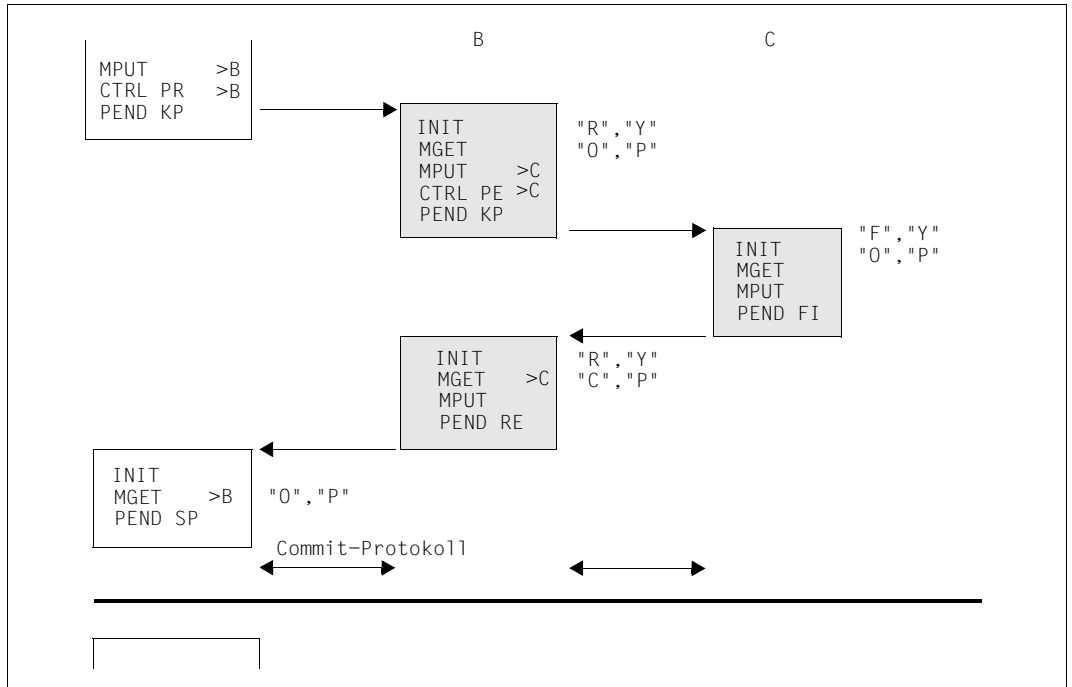 B C
MPUT >B
CTRL PR >B
PEND KP
INIT
MGET
MPUT >C
CTRL PE >C
PEND KP
"R","Y"
"O","P"
INIT
MGET
MPUT
PEND FI
"F","Y"
"O","P"
INIT
MGET >C
MPUT
PEND RE
"R","Y"
"C","P"
INIT
MGET >B
PEND SP
"O","P"
Commit-Protokoll